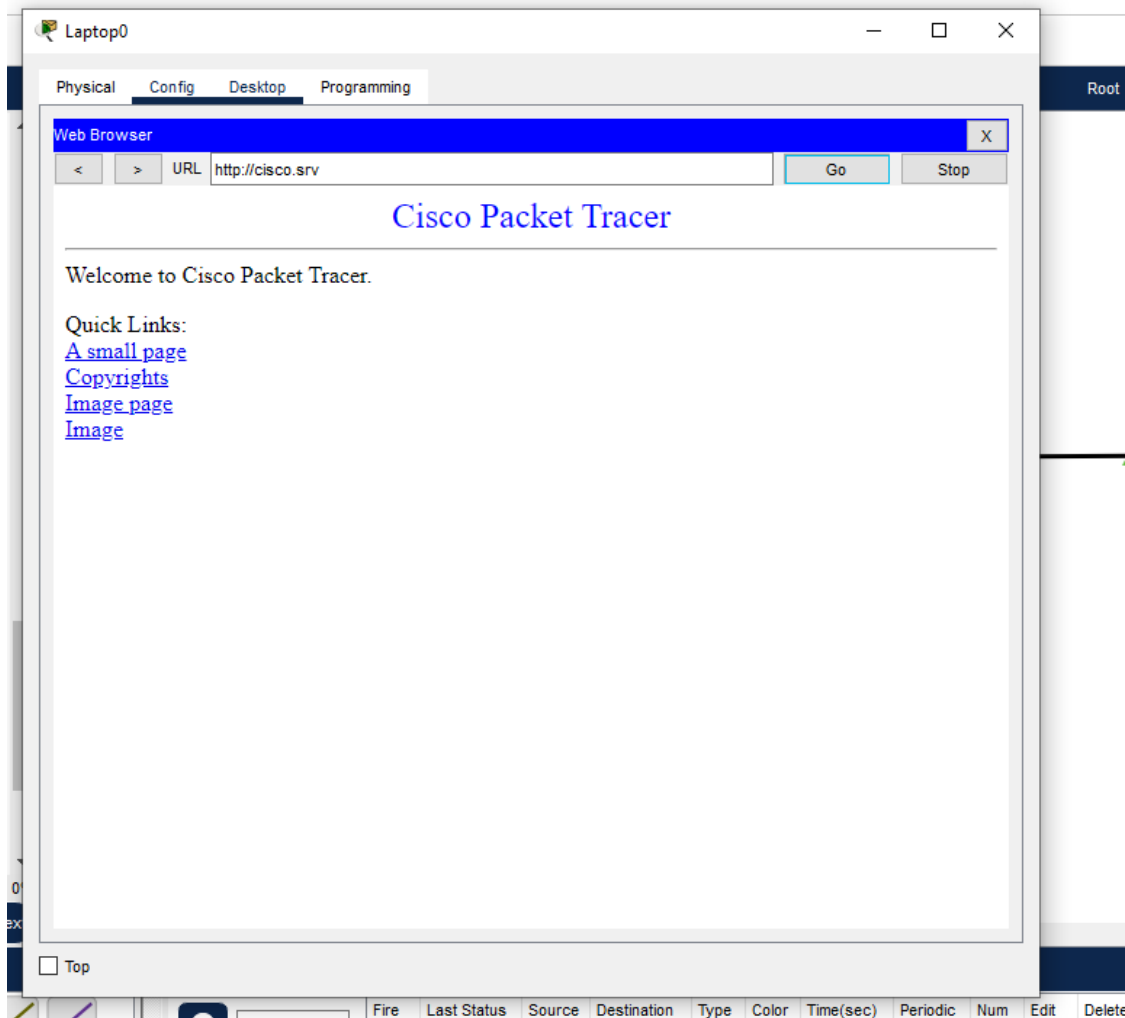 Laptop0
Physical Config Desktop Programming
Root
Web Browser X
< > URL http://cisco.srv Go Stop
Cisco Packet Tracer
Welcome to Cisco Packet Tracer.
Quick Links:
A small page
Copyrights
Image page
Image
Top
Fire Last Status Source Destination Type Color Time(sec) Periodic Num Edit Delete